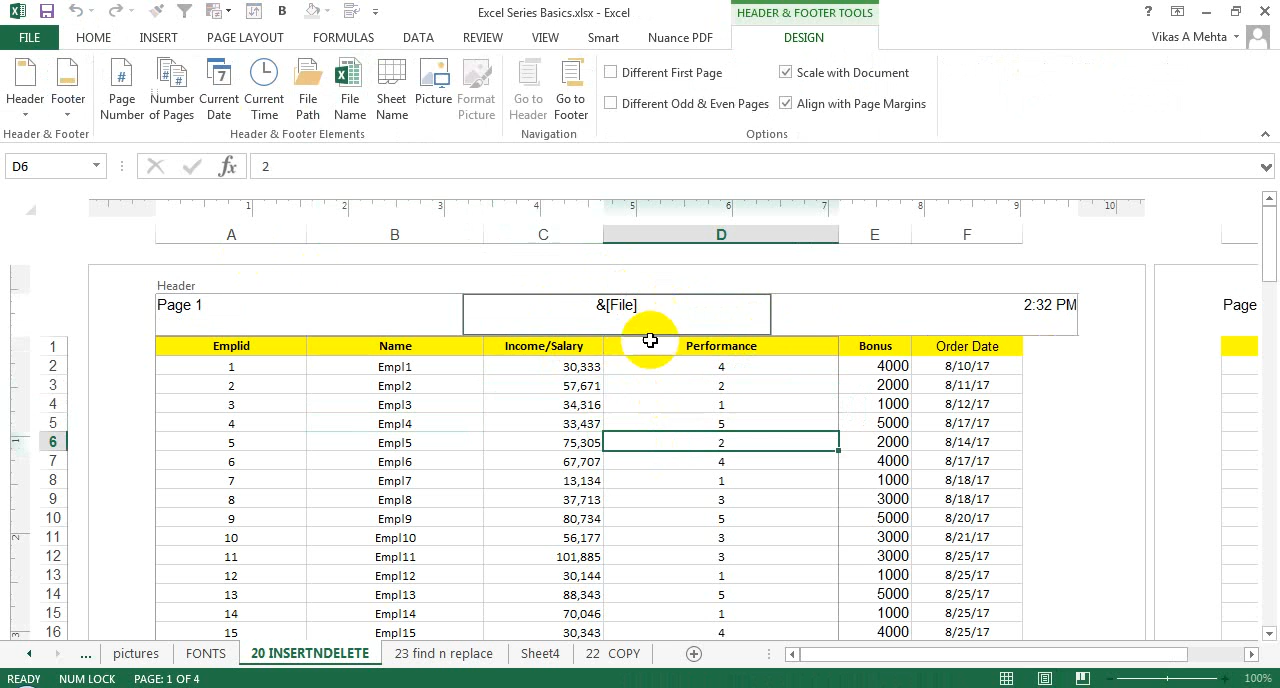 B
Excel Series Basics.xlsx - Excel
HEADER & FOOTER TOOLS
?
FILE HOME INSERT PAGE LAYOUT FORMULAS DATA REVIEW VIEW Smart Nuance PDF DESIGN Vikas A Mehta
Header Footer Page Number Number of Pages Current Date Current Time File Path File Name Sheet Name Picture Format Picture Go to Header Go to Footer
Different First Page Scale with Document
Different Odd & Even Pages Align with Page Margins
Header & Footer Header & Footer Elements Navigation Options
D6 fx 2
1 2 3 4 5 6 7 8 9 10
A B C D E F
Header
Page 1 &[File] 2:32 PM Page
1 Emplid Name Income/Salary Performance Bonus Order Date
2 1 Empl1 30,333 4 4000 8/10/17
3 2 Empl2 57,671 2 2000 8/11/17
4 3 Empl3 34,316 1 1000 8/12/17
5 4 Empl4 33,437 5 5000 8/17/17
6 5 Empl5 75,305 2 2000 8/14/17
7 6 Empl6 67,707 4 4000 8/17/17
8 7 Empl7 13,134 1 1000 8/18/17
9 8 Empl8 37,713 3 3000 8/18/17
10 9 Empl9 80,734 5 5000 8/20/17
11 10 Empl10 56,177 3 3000 8/21/17
12 11 Empl11 101,885 3 3000 8/25/17
13 12 Empl12 30,144 1 1000 8/25/17
14 13 Empl13 88,343 5 5000 8/25/17
15 14 Empl14 70,046 1 1000 8/25/17
16 15 Empl15 30,343 4 4000 8/25/17
... pictures FONTS 20 INSERTNDELETE 23 find n replace Sheet4 22 COPY
READY NUM LOCK PAGE: 1 OF 4 100%